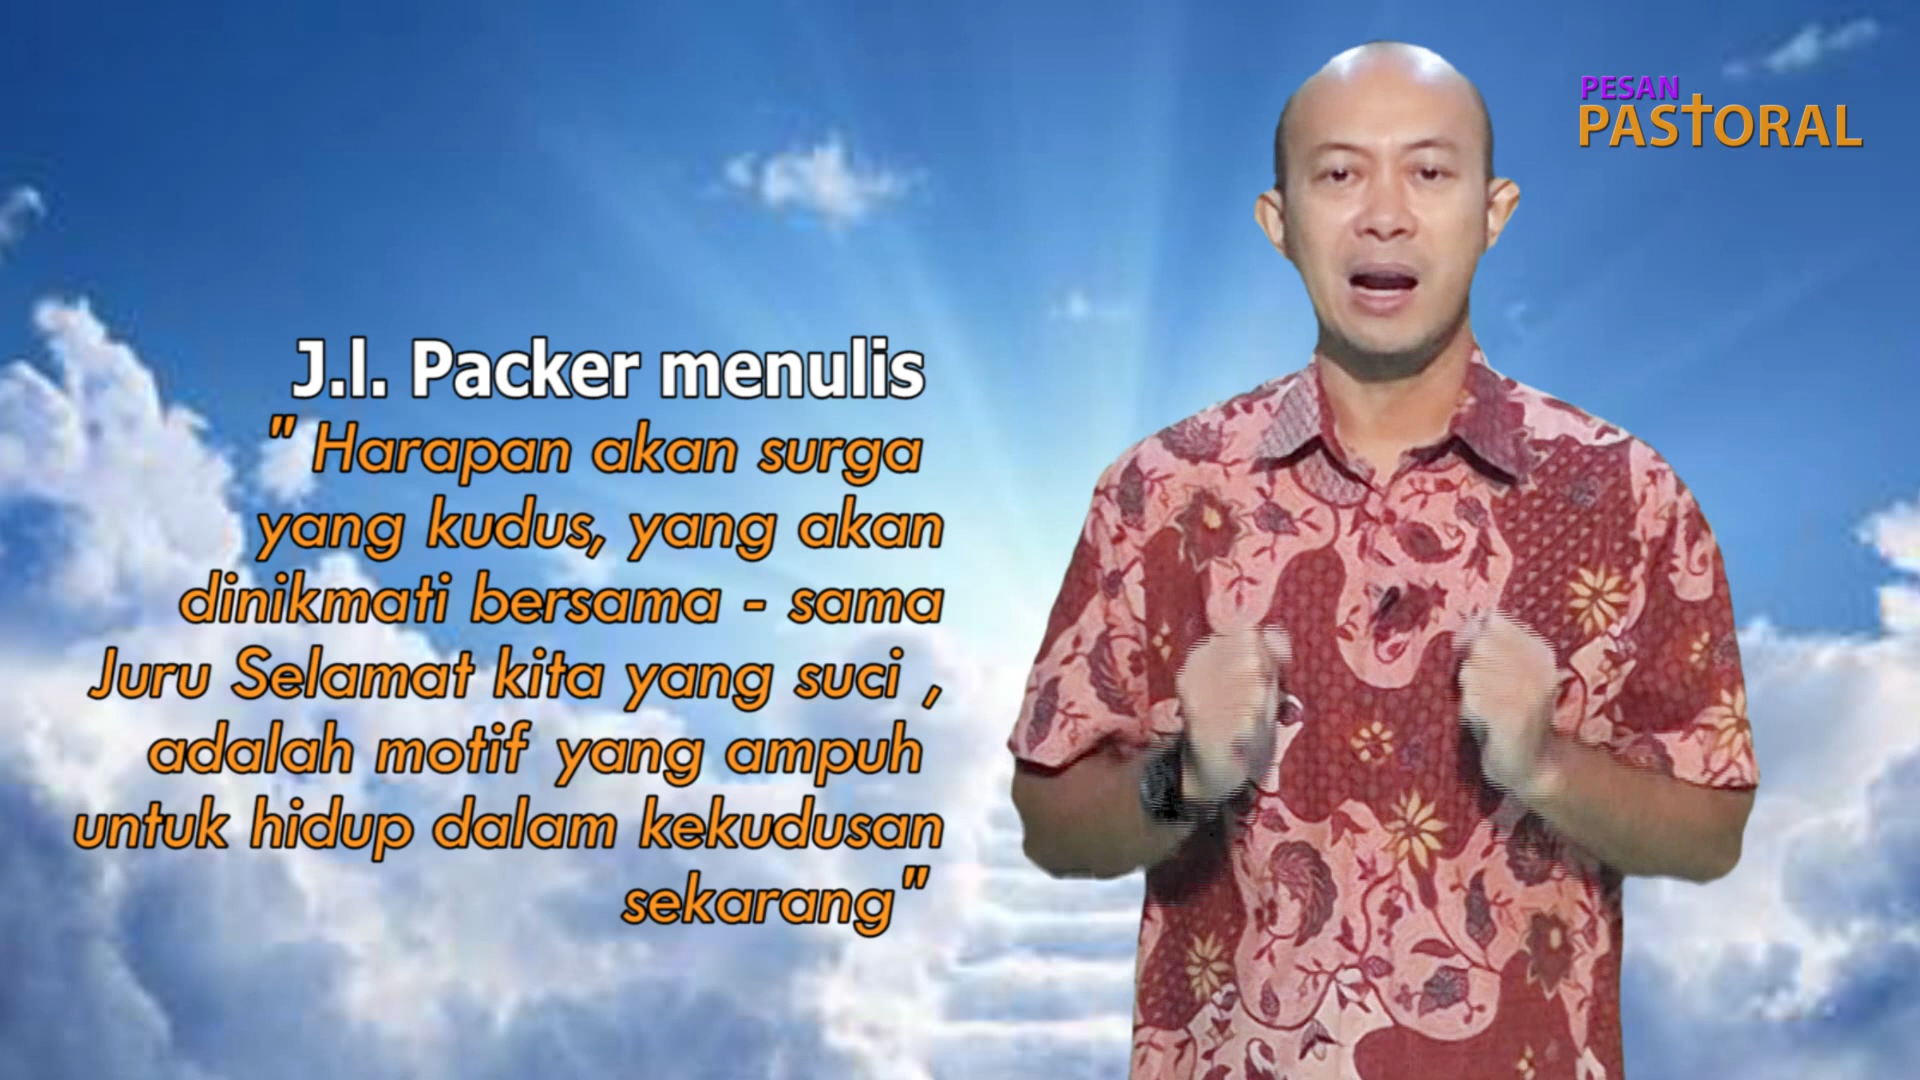 PESAN
PASTORAL
J.I. Packer menulis
" Harapan akan surga
yang kudus, yang akan
dinikmati bersama - sama
Juru Selamat kita yang suci ,
adalah motif yang ampuh
untuk hidup dalam kekudusan
sekarang"